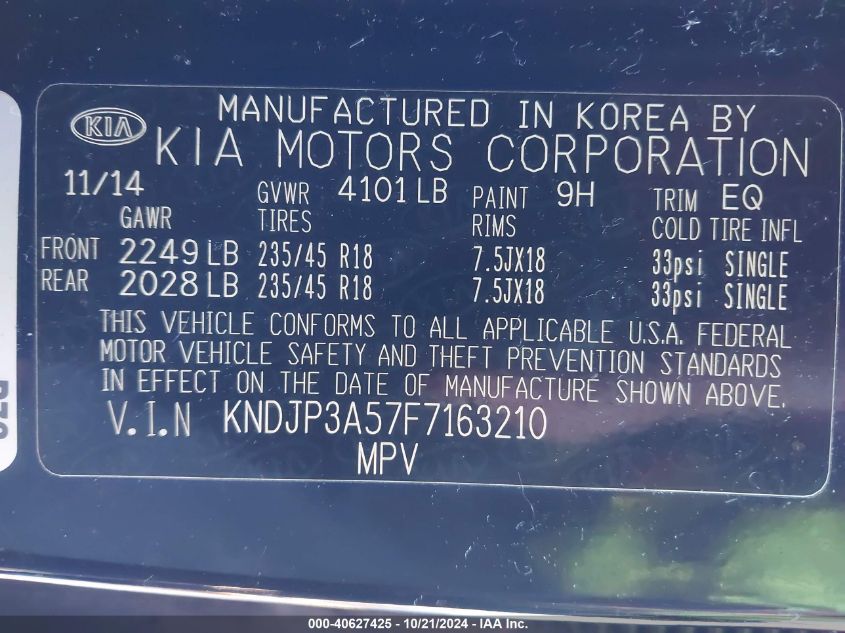 MANUFACTURED IN KOREA BY
KIA KIA MOTORS CORPORATION
11/14 GVWR 4101 LB PAINT 9H TRIM EQ
GAWR TIRES RIMS COLD TIRE INFL
FRONT 2249 LB 235/45 R18 7.5JX18 33psi SINGLE
REAR 2028 LB 235/45 R18 7.5JX18 33psi SINGLE
THIS VEHICLE CONFORMS TO ALL APPLICABLE U.S.A. FEDERAL
MOTOR VEHICLE SAFETY AND THEFT PREVENTION STANDARDS
IN EFFECT ON THE DATE OF MANUFACTURE SHOWN ABOVE.
V.I.N KNDJP3A57F7163210
MPV
000-40627425 - 10/21/2024 - IAA Inc.